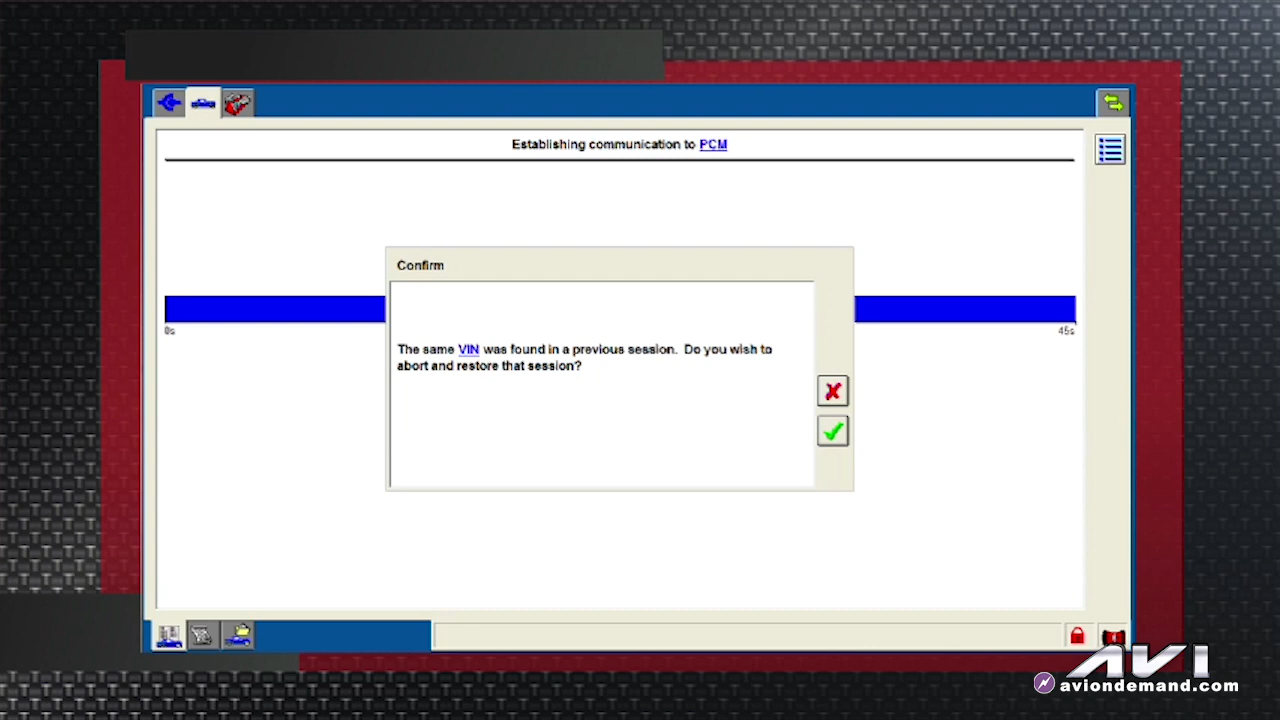 Establishing communication to PCM
Confirm
The same VIN was found in a previous session. Do you wish to
abort and restore that session?
0s
45s
AVI
aviondemand.com